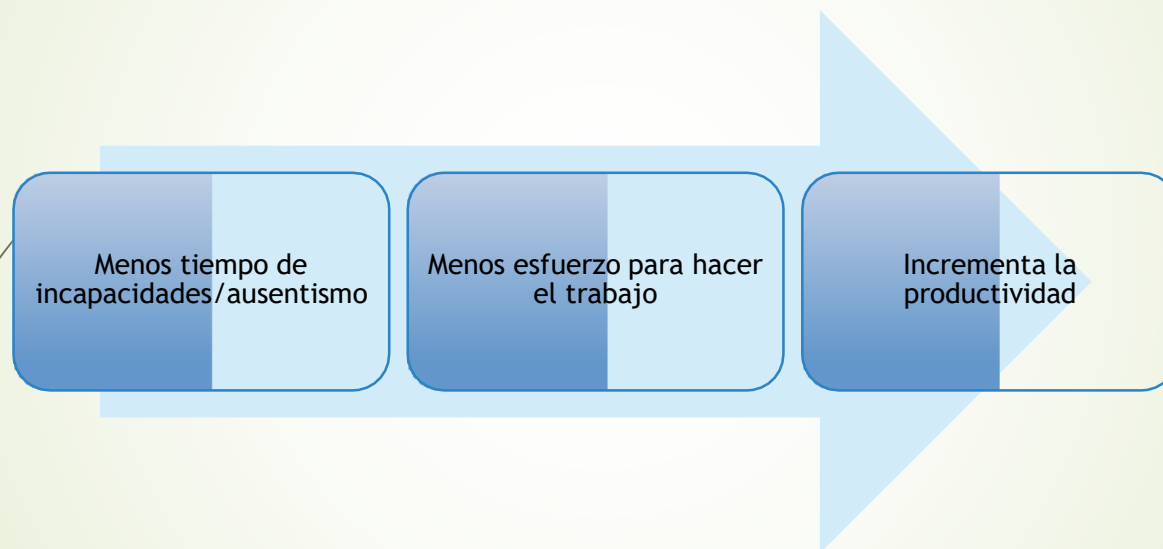 Menos tiempo de
incapacidades/ausentismo
Menos esfuerzo para hacer
el trabajo
Incrementa la
productividad